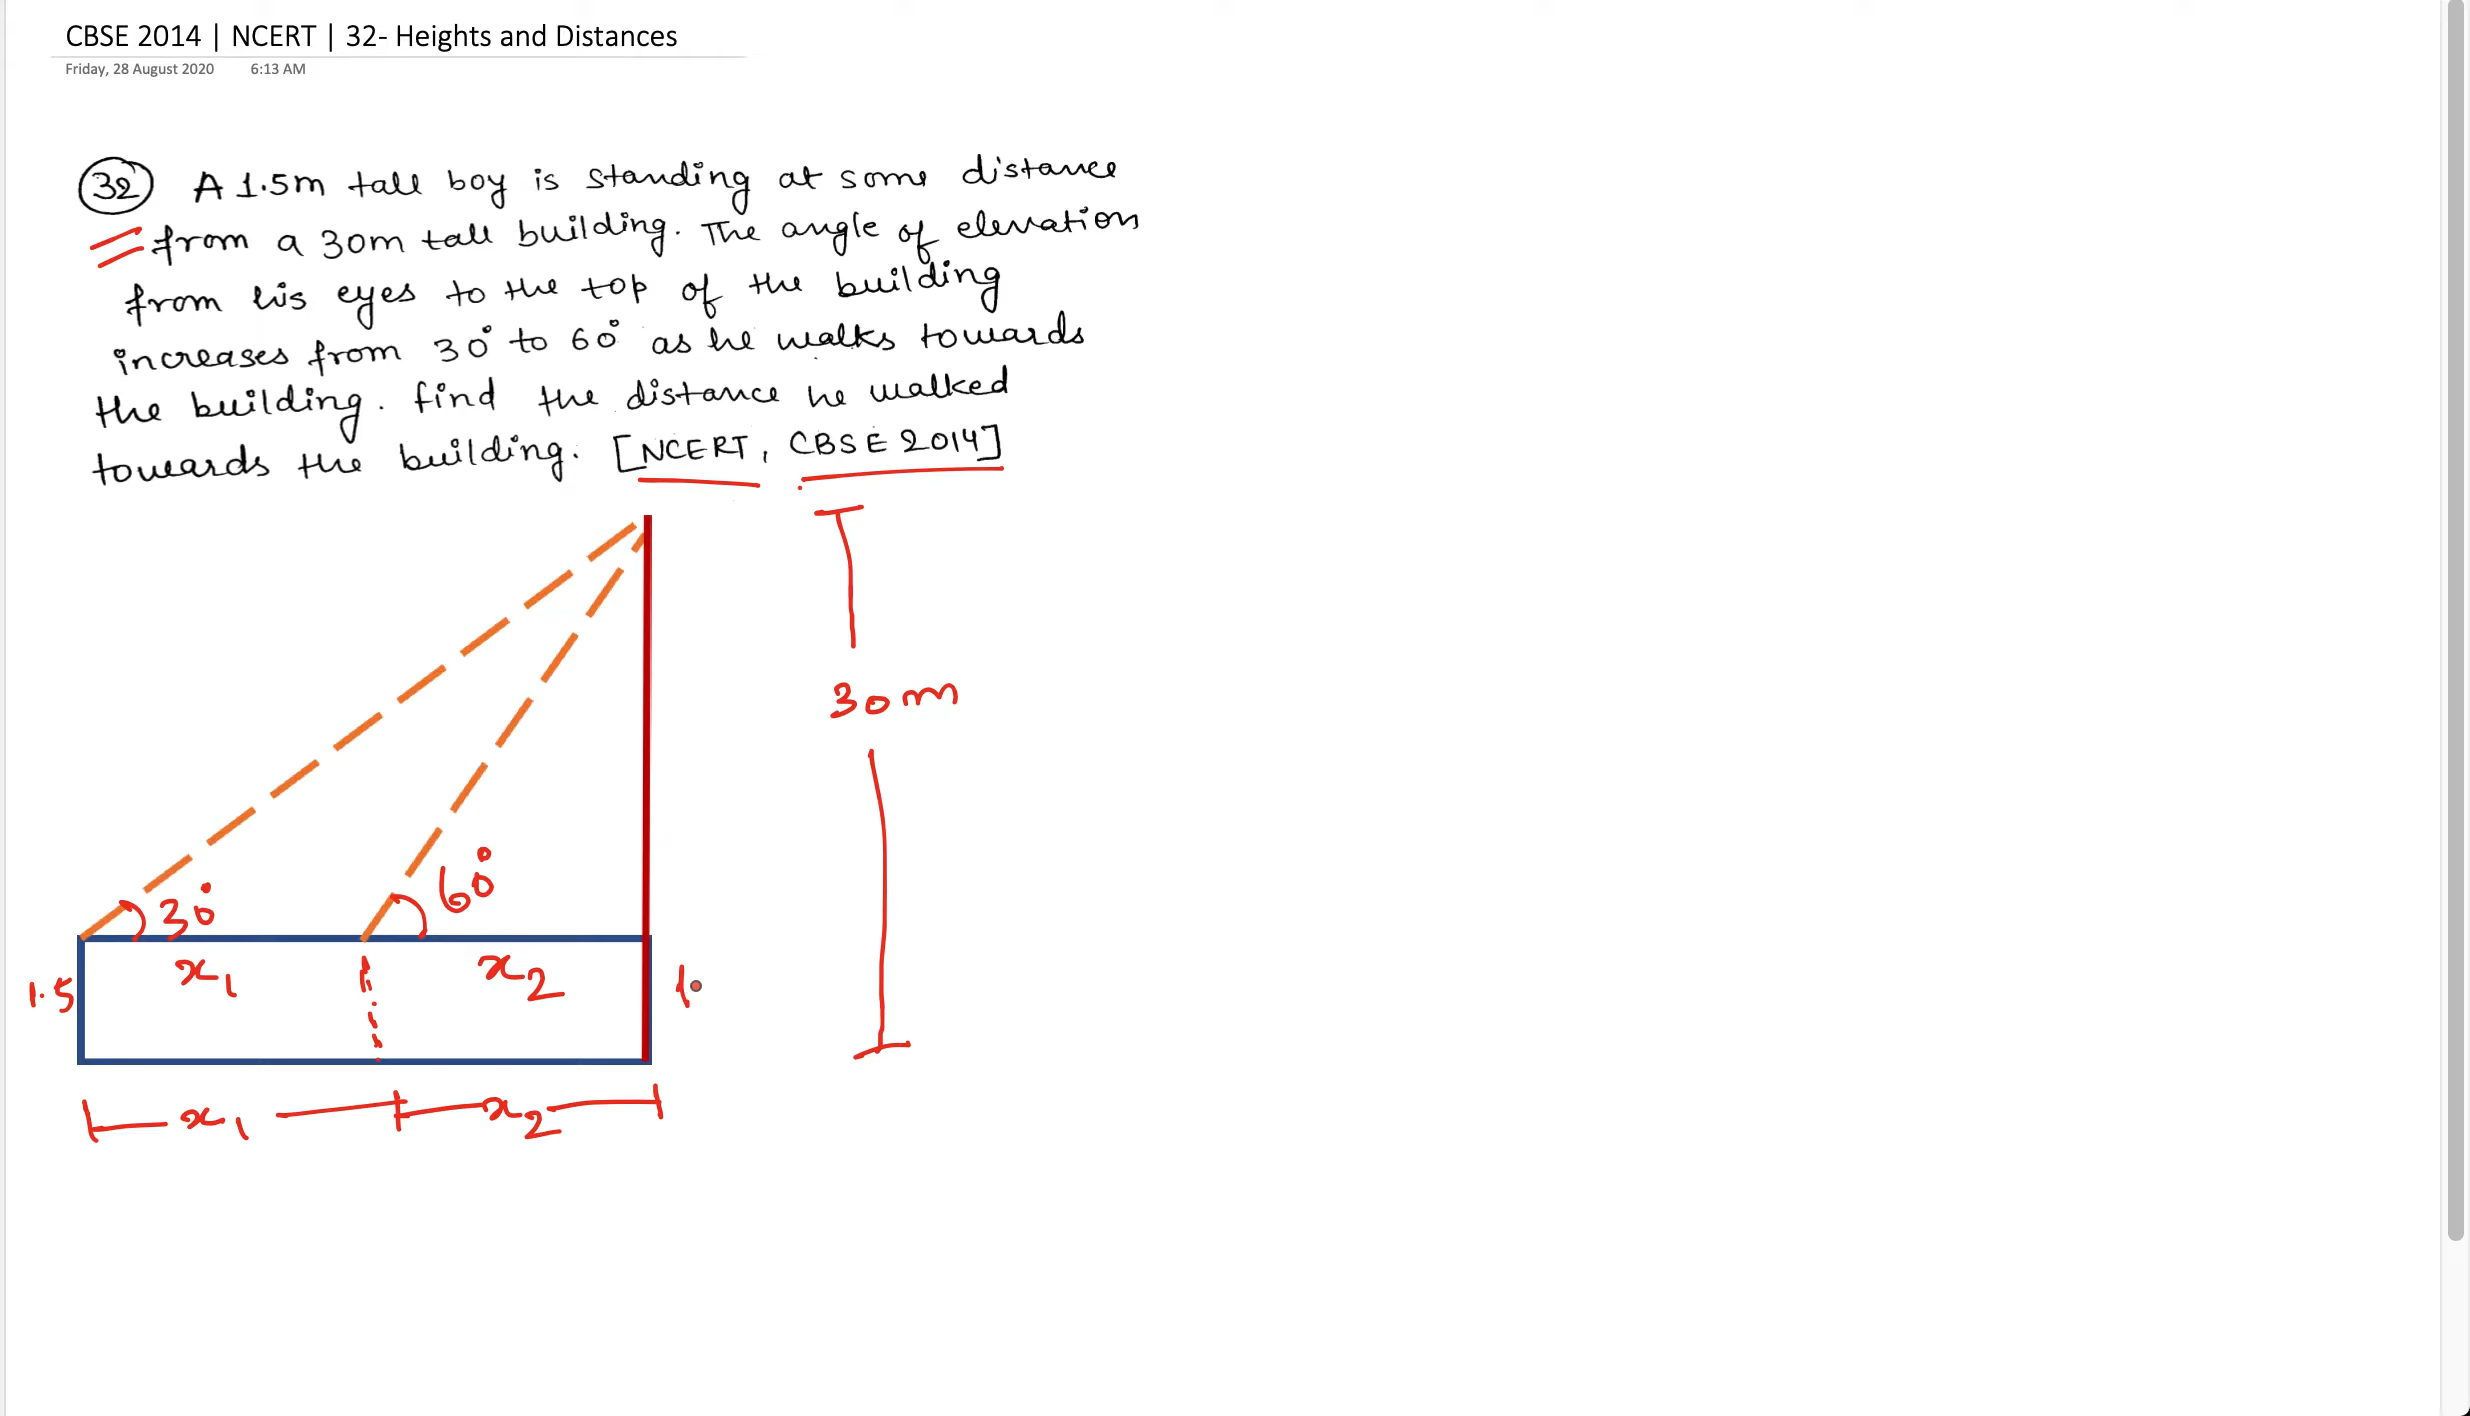 CBSE 2014 | NCERT | 32- Heights and Distances
Friday, 28 August 2020 6:13 AM
32 A 1.5m tall boy is standing at some distance
from a 30m tall building. The angle of elevation
from his eyes to the top of the building
increases from 30° to 60° as he walks towards
the building. find the distance he walked
towards the building. [NCERT, CBSE 2014]
30m
60°
30°
x₁ x₂
1.5 1.
x₁ x₂